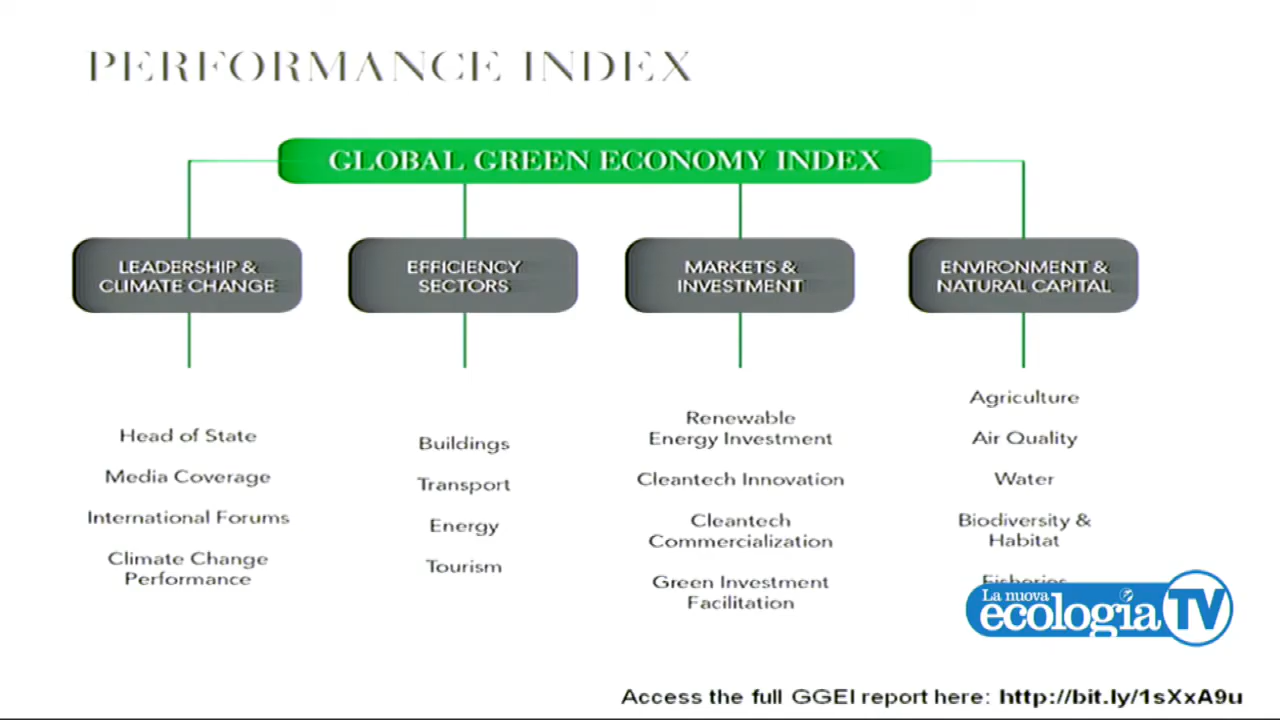 PERFORMANCE INDEX
GLOBAL GREEN ECONOMY INDEX
LEADERSHIP &
CLIMATE CHANGE
Head of State
Media Coverage
International Forums
Climate Change
Performance
EFFICIENCY
SECTORS
Buildings
Transport
Energy
Tourism
MARKETS &
INVESTMENT
Renewable
Energy Investment
Cleantech Innovation
Cleantech
Commercialization
Green Investment
Facilitation
ENVIRONMENT &
NATURAL CAPITAL
Agriculture
Air Quality
Water
Biodiversity &
Habitat
Fisheries
La nuova
ecologia TV
Access the full GGEI report here: http://bit.ly/1sXxA9u